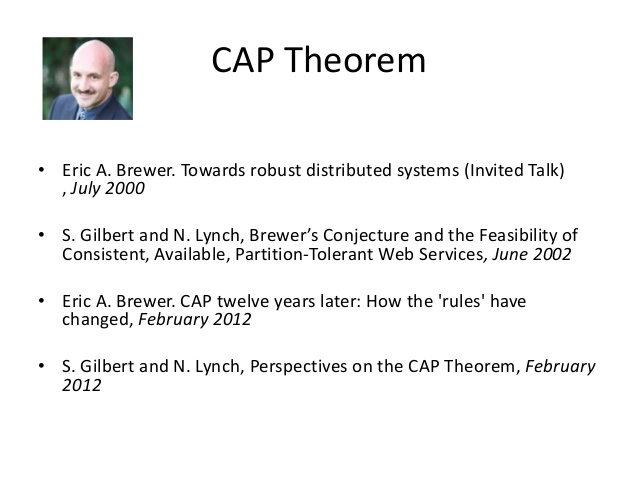 CAP Theorem
• Eric A. Brewer. Towards robust distributed systems (Invited Talk)
, July 2000
• S. Gilbert and N. Lynch, Brewer’s Conjecture and the Feasibility of
Consistent, Available, Partition-Tolerant Web Services, June 2002
• Eric A. Brewer. CAP twelve years later: How the 'rules' have
changed, February 2012
• S. Gilbert and N. Lynch, Perspectives on the CAP Theorem, February
2012